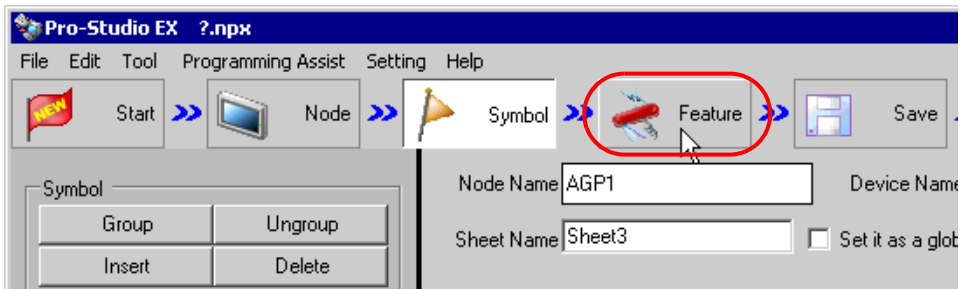 Pro-Studio EX ?.npx
File Edit Tool Programming Assist Setting Help
NEW Start Node Symbol Feature Save
Symbol
Group Ungroup
Insert Delete
Node Name AGP1 Device Name
Sheet Name Sheet3 Set it as a glob